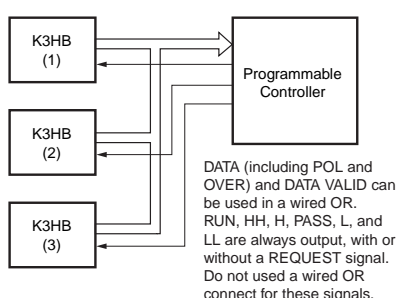 K3HB
(1)
Programmable
Controller
K3HB
(2)
K3HB
(3)
DATA (including POL and
OVER) and DATA VALID can
be used in a wired OR.
RUN, HH, H, PASS, L, and
LL are always output, with or
without a REQUEST signal.
Do not used a wired OR
connect for these signals.